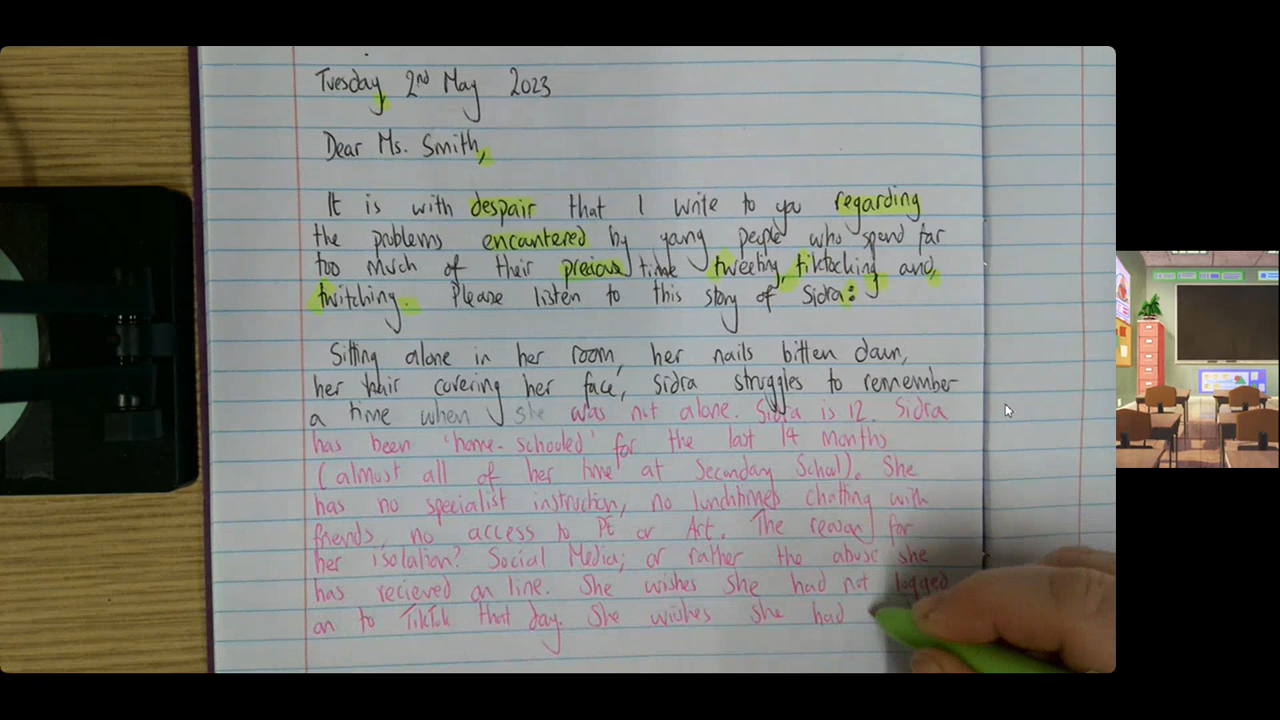 Tuesday, 2nd May 2023
Dear Ms. Smith,
It is with despair that I write to you regarding
the problems encantered by yang people who spend far
too much of their precious time tweeting, tiktocking and,
twitching. Please listen to this story of Sidra:
Sitting alone in her room, her nails bitten down,
her hair covering her face, Sidra struggles to remember
a time when she was not alone. Sidra is 12. Sidra
has been 'home-schooled' for the last 14 months
(almost all of her time at Secondary School). She
has no specialist instruction, no lunchtimes chatting with
friends, no access to PE or Art. The reason for
her isolation? Social Media; or rather the abuse she
has recieved on line. She wishes she had not logged
on to TikTok that day. She wishes she had